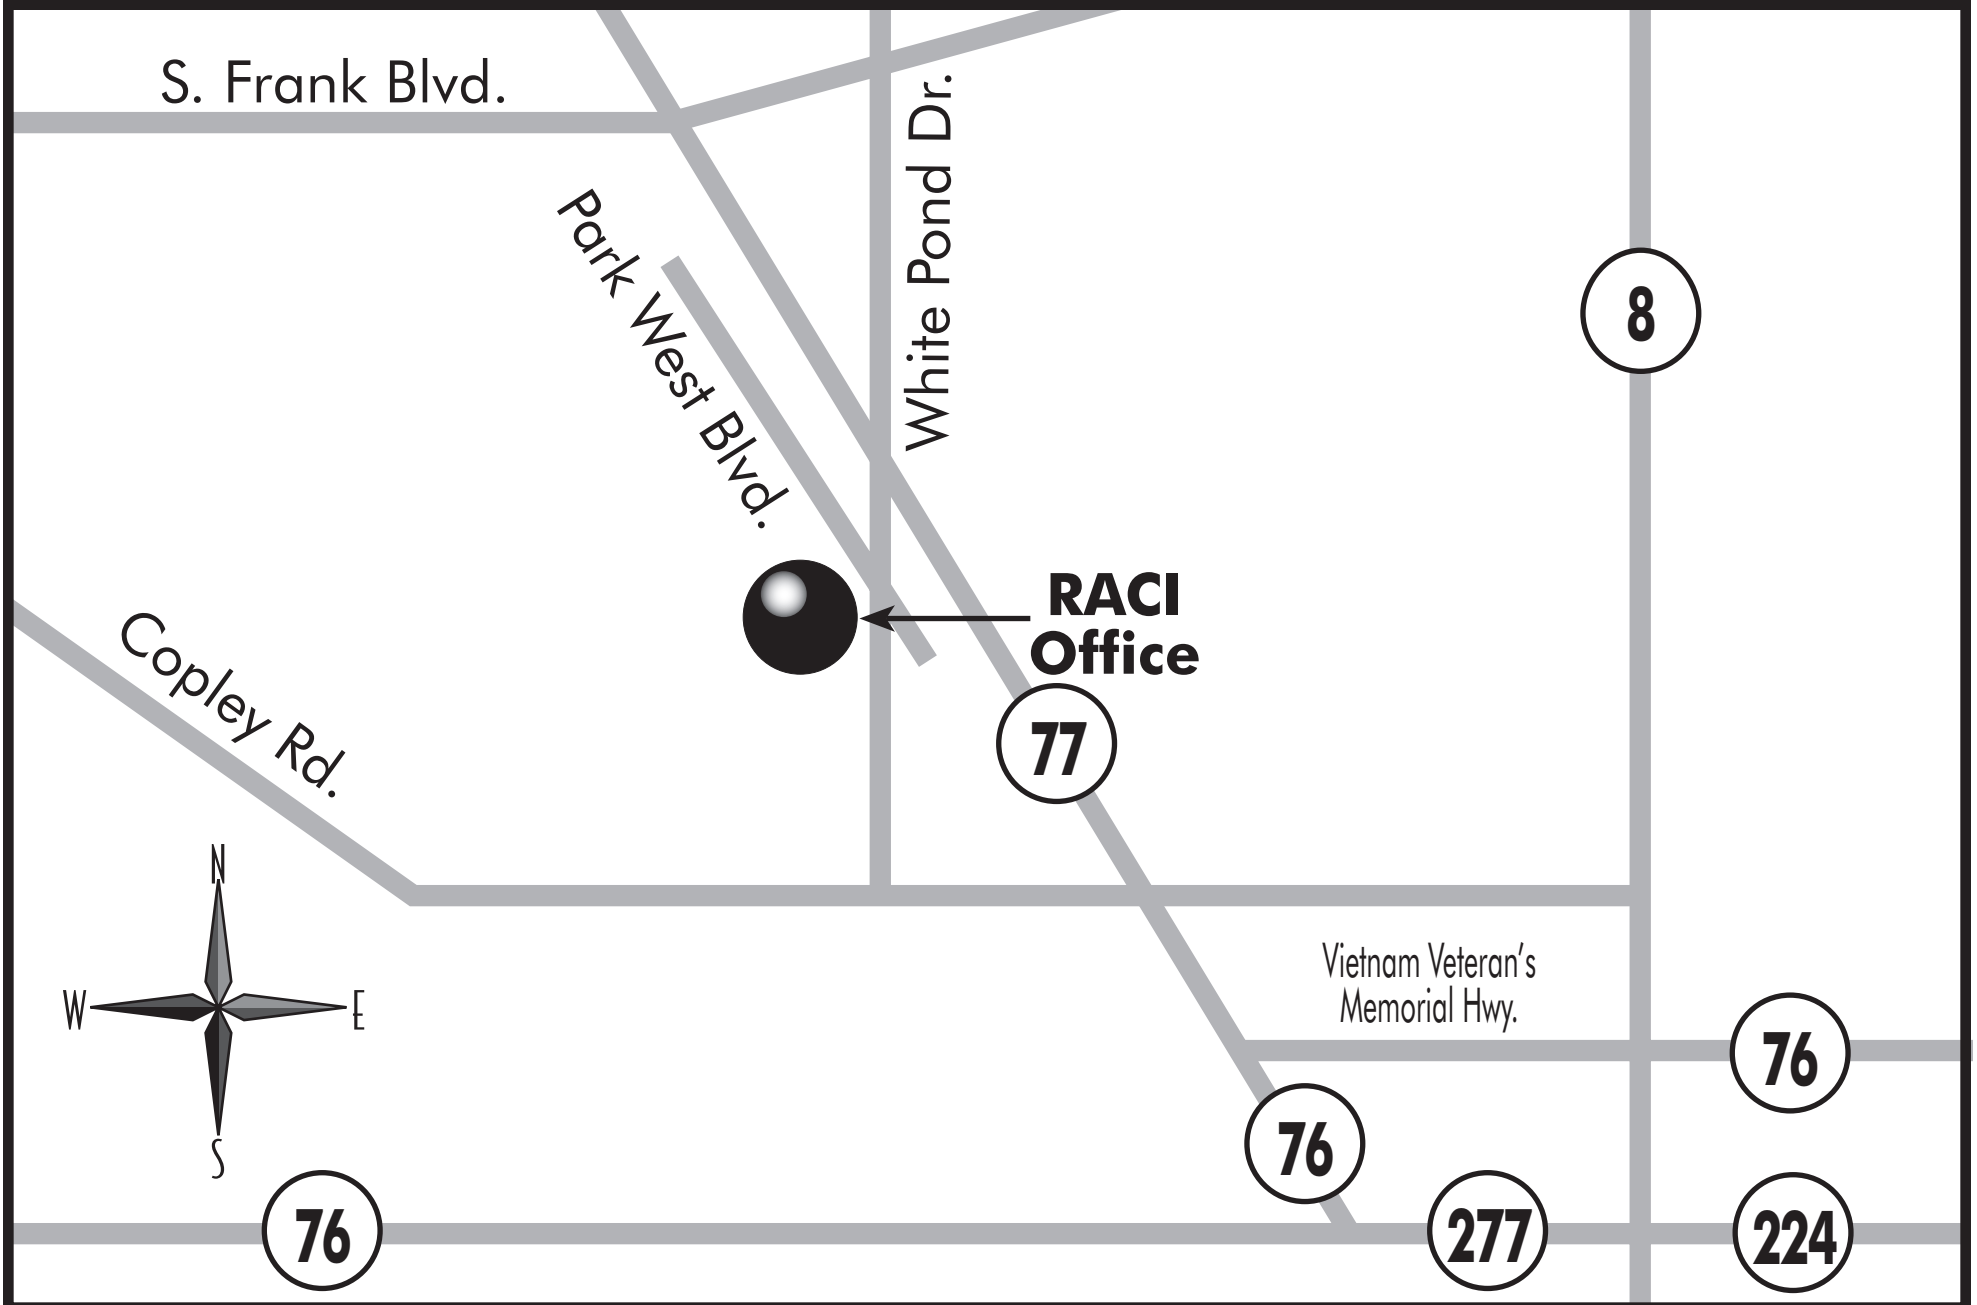 S. Frank Blvd.
White Pond Dr.
Park West Blvd.
8
RACI
Office
Copley Rd.
77
N
W
E
S
Vietnam Veteran's
Memorial Hwy.
76
76
76
277
224